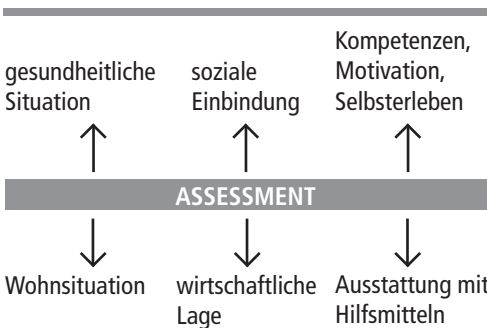 gesundheitliche
Situation
soziale
Einbindung
Kompetenzen,
Motivation,
Selbsterleben
ASSESSMENT
Wohnsituation
wirtschaftliche
Lage
Ausstattung mit
Hilfsmitteln